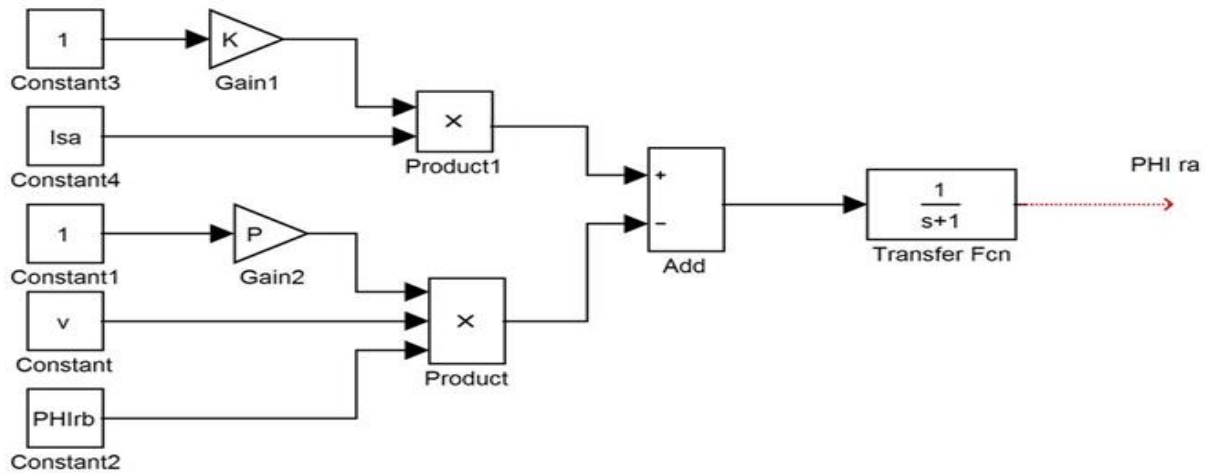 1
Constant3
K
Gain1
Isa
Constant4
×
Product1
1
Constant1
P
Gain2
v
Constant
PHIrb
Constant2
×
Product
+
−
Add
1
s+1
Transfer Fcn
PHI ra